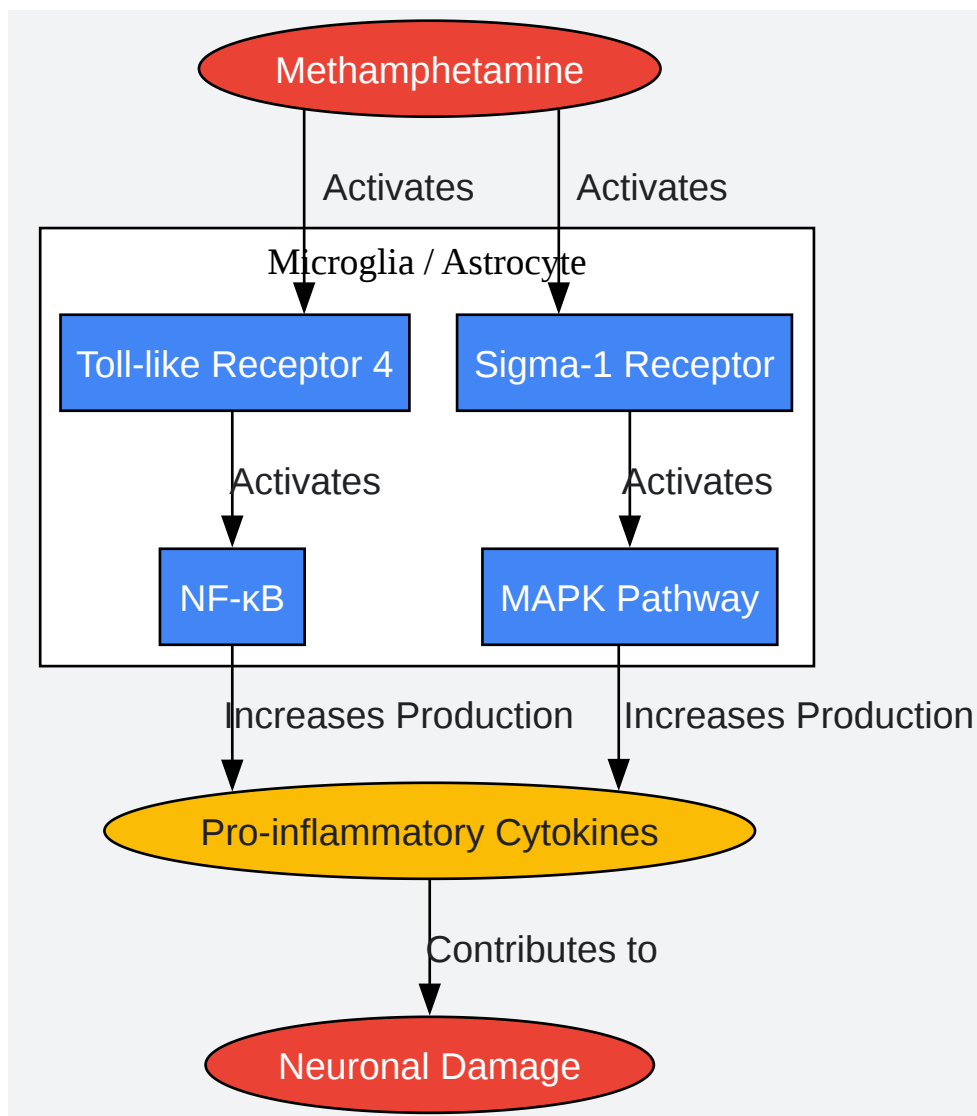 Methamphetamine
Activates
Activates
Microglia / Astrocyte
Toll-like Receptor 4
Sigma-1 Receptor
Activates
Activates
NF-κB
MAPK Pathway
Increases Production
Increases Production
Pro-inflammatory Cytokines
Contributes to
Neuronal Damage